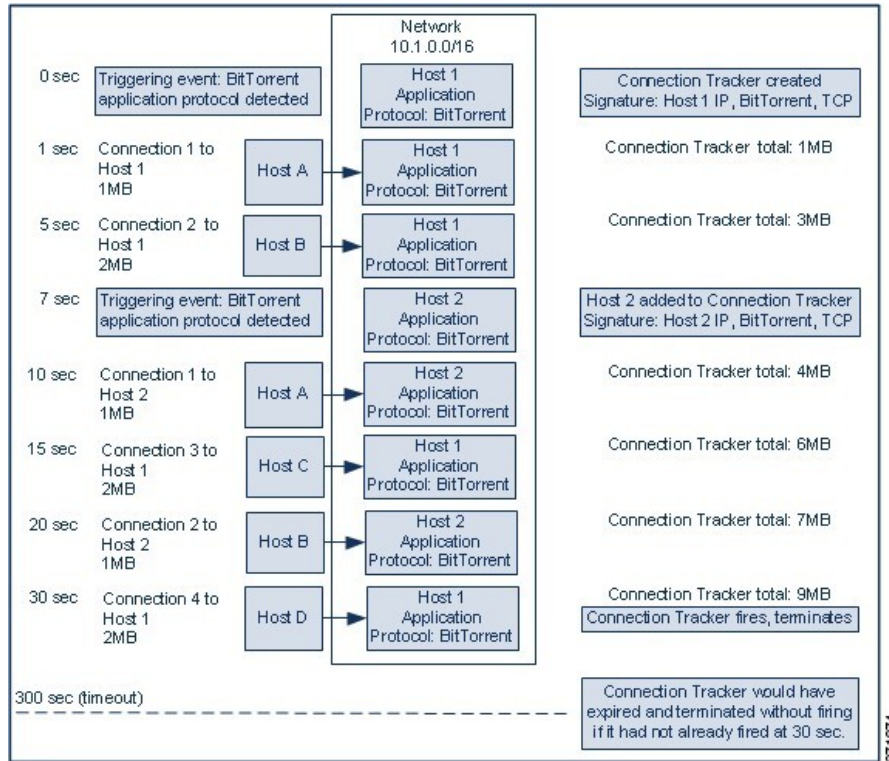 Network
10.1.0.0/16
0 sec
Triggering event: BitTorrent
application protocol detected
Host 1
Application
Protocol: BitTorrent
Connection Tracker created
Signature: Host 1 IP, BitTorrent, TCP
1 sec
Connection 1 to
Host 1
1MB
Host A
Host 1
Application
Protocol: BitTorrent
Connection Tracker total: 1MB
5 sec
Connection 2 to
Host 1
2MB
Host B
Host 1
Application
Protocol: BitTorrent
Connection Tracker total: 3MB
7 sec
Triggering event: BitTorrent
application protocol detected
Host 2
Application
Protocol: BitTorrent
Host 2 added to Connection Tracker
Signature: Host 2 IP, BitTorrent, TCP
10 sec
Connection 1 to
Host 2
1MB
Host A
Host 2
Application
Protocol: BitTorrent
Connection Tracker total: 4MB
15 sec
Connection 3 to
Host 1
2MB
Host C
Host 1
Application
Protocol: BitTorrent
Connection Tracker total: 6MB
20 sec
Connection 2 to
Host 2
1MB
Host B
Host 2
Application
Protocol: BitTorrent
Connection Tracker total: 7MB
30 sec
Connection 4 to
Host 1
2MB
Host D
Host 1
Application
Protocol: BitTorrent
Connection Tracker total: 9MB
Connection Tracker fires, terminates
300 sec (timeout)
Connection Tracker would have
expired and terminated without firing
if it had not already fired at 30 sec.